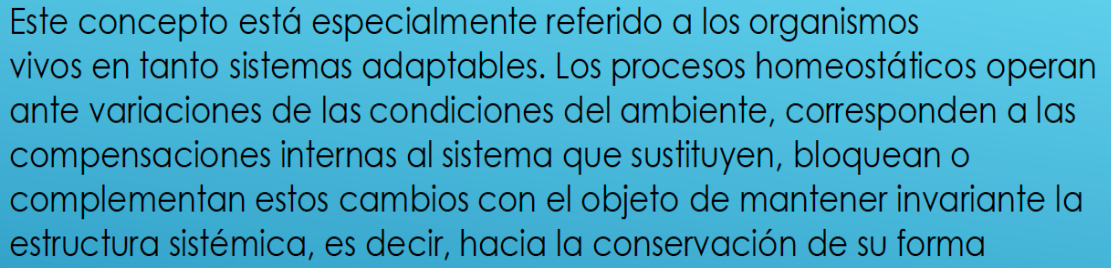 Este concepto está especialmente referido a los organismos
vivos en tanto sistemas adaptables. Los procesos homeostáticos operan
ante variaciones de las condiciones del ambiente, corresponden a las
compensaciones internas al sistema que sustituyen, bloquean o
complementan estos cambios con el objeto de mantener invariante la
estructura sistémica, es decir, hacia la conservación de su forma